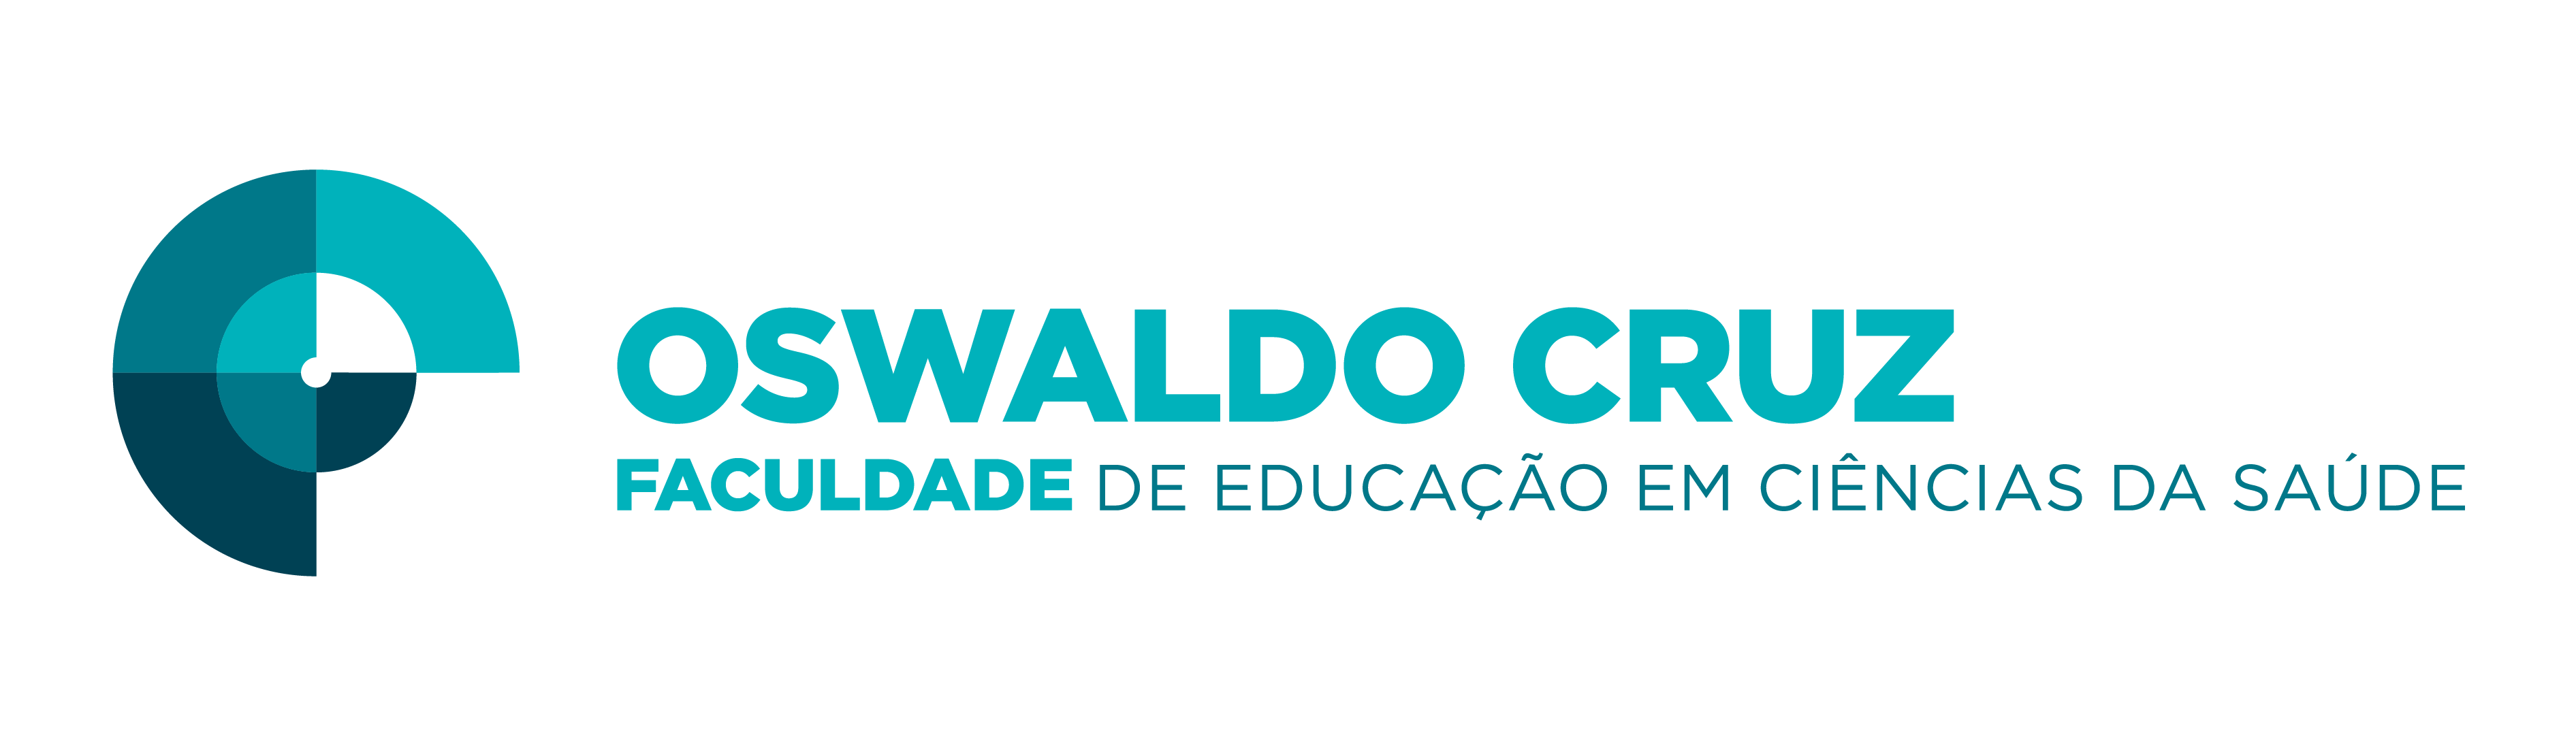 OSWALDO CRUZ
FACULDADE DE EDUCAÇÃO EM CIÊNCIAS DA SAÚDE